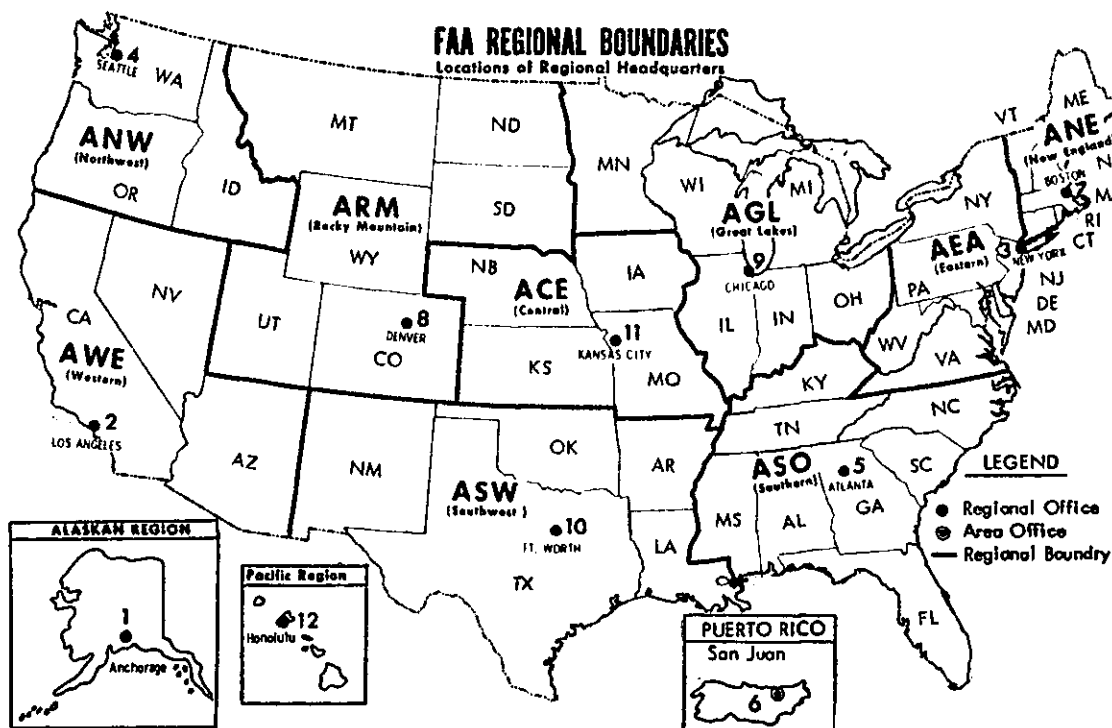 FAA REGIONAL BOUNDARIES
Locations of Regional Headquarters
4
SEATTLE
WA
ANW
(Northwest)
OR
ID
MT
ND
SD
ARM
(Rocky Mountain)
WY
UT
8
DENVER
CO
NV
CA
AWE
(Western)
2
LOS ANGELES
AZ
NM
NB
ACE
(Central)
KS
IA
11
KANSAS CITY
MO
MN
WI
MI
AGL
(Great Lakes)
9
CHICAGO
IL
IN
OH
VT
ME
ANE
(New England
N
BOSTON
7
M
RI
CT
NY
AEA
(Eastern)
3
NEW YORK
PA
NJ
DE
MD
WV
VA
KY
NC
TN
SC
ASO
(Southern)
5
ATLANTA
GA
MS
AL
FL
OK
AR
ASW
(Southwest)
10
FT. WORTH
LA
TX
LEGEND
Regional Office
Area Office
Regional Boundry
ALASKAN REGION
1
Anchorage
Pacific Region
12
Honolulu
PUERTO RICO
San Juan
6